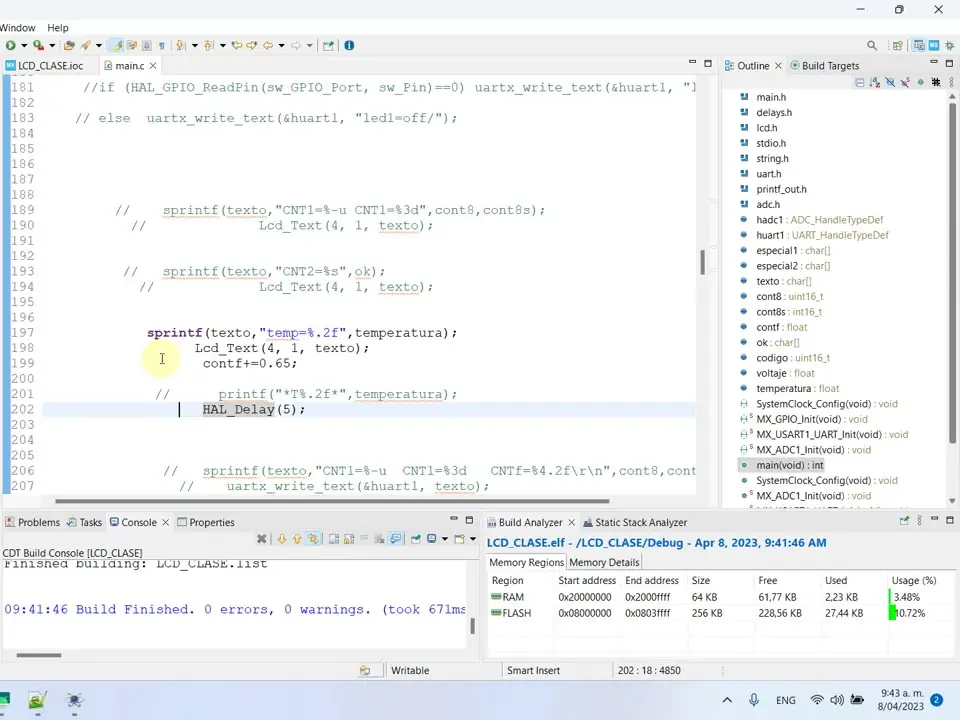 Window Help
LCD_CLASE.ioc main.c
181 //if (HAL_GPIO_ReadPin(sw_GPIO_Port, sw_Pin)==0) uartx_write_text(&huart1, "l
182
183 // else uartx_write_text(&huart1, "led1=off/");
184
185
186
187
188
189 // sprintf(texto,"CNT1=%-u CNT1=%3d",cont8,cont8s);
190 // Lcd_Text(4, 1, texto);
191
192
193 // sprintf(texto,"CNT2=%s",ok);
194 // Lcd_Text(4, 1, texto);
195
196
197 sprintf(texto,"temp=%.2f",temperatura);
198 Lcd_Text(4, 1, texto);
199 contf+=0.65;
200
201 // printf("*T%.2f*",temperatura);
202 HAL_Delay(5);
203
204
205
206 // sprintf(texto,"CNT1=%-u CNT1=%3d CNTf=%4.2f\r\n",cont8,cont
207 // uartx_write_text(&huart1, texto);
Outline Build Targets
main.h
delays.h
lcd.h
stdio.h
string.h
uart.h
printf_out.h
adc.h
hadc1 : ADC_HandleTypeDef
huart1 : UART_HandleTypeDef
especial1 : char[]
especial2 : char[]
texto : char[]
cont8 : uint16_t
cont8s : int16_t
contf : float
ok : char[]
codigo : uint16_t
voltaje : float
temperatura : float
SystemClock_Config(void) : void
MX_GPIO_Init(void) : void
MX_USART1_UART_Init(void) : void
MX_ADC1_Init(void) : void
main(void) : int
SystemClock_Config(void) : void
MX_ADC1_Init(void) : void
Problems Tasks Console Properties
CDT Build Console [LCD_CLASE]
Finished building: LCD_CLASE.list
09:41:46 Build Finished. 0 errors, 0 warnings. (took 671ms
Build Analyzer Static Stack Analyzer
LCD_CLASE.elf - /LCD_CLASE/Debug - Apr 8, 2023, 9:41:46 AM
Memory Regions Memory Details
Region Start address End address Size Free Used Usage (%)
RAM 0x20000000 0x2000ffff 64 KB 61,77 KB 2,23 KB 3.48%
FLASH 0x08000000 0x0803ffff 256 KB 228,56 KB 27,44 KB 10.72%
Writable Smart Insert 202 : 18 : 4850
ENG 9:43 a. m.
8/04/2023 2